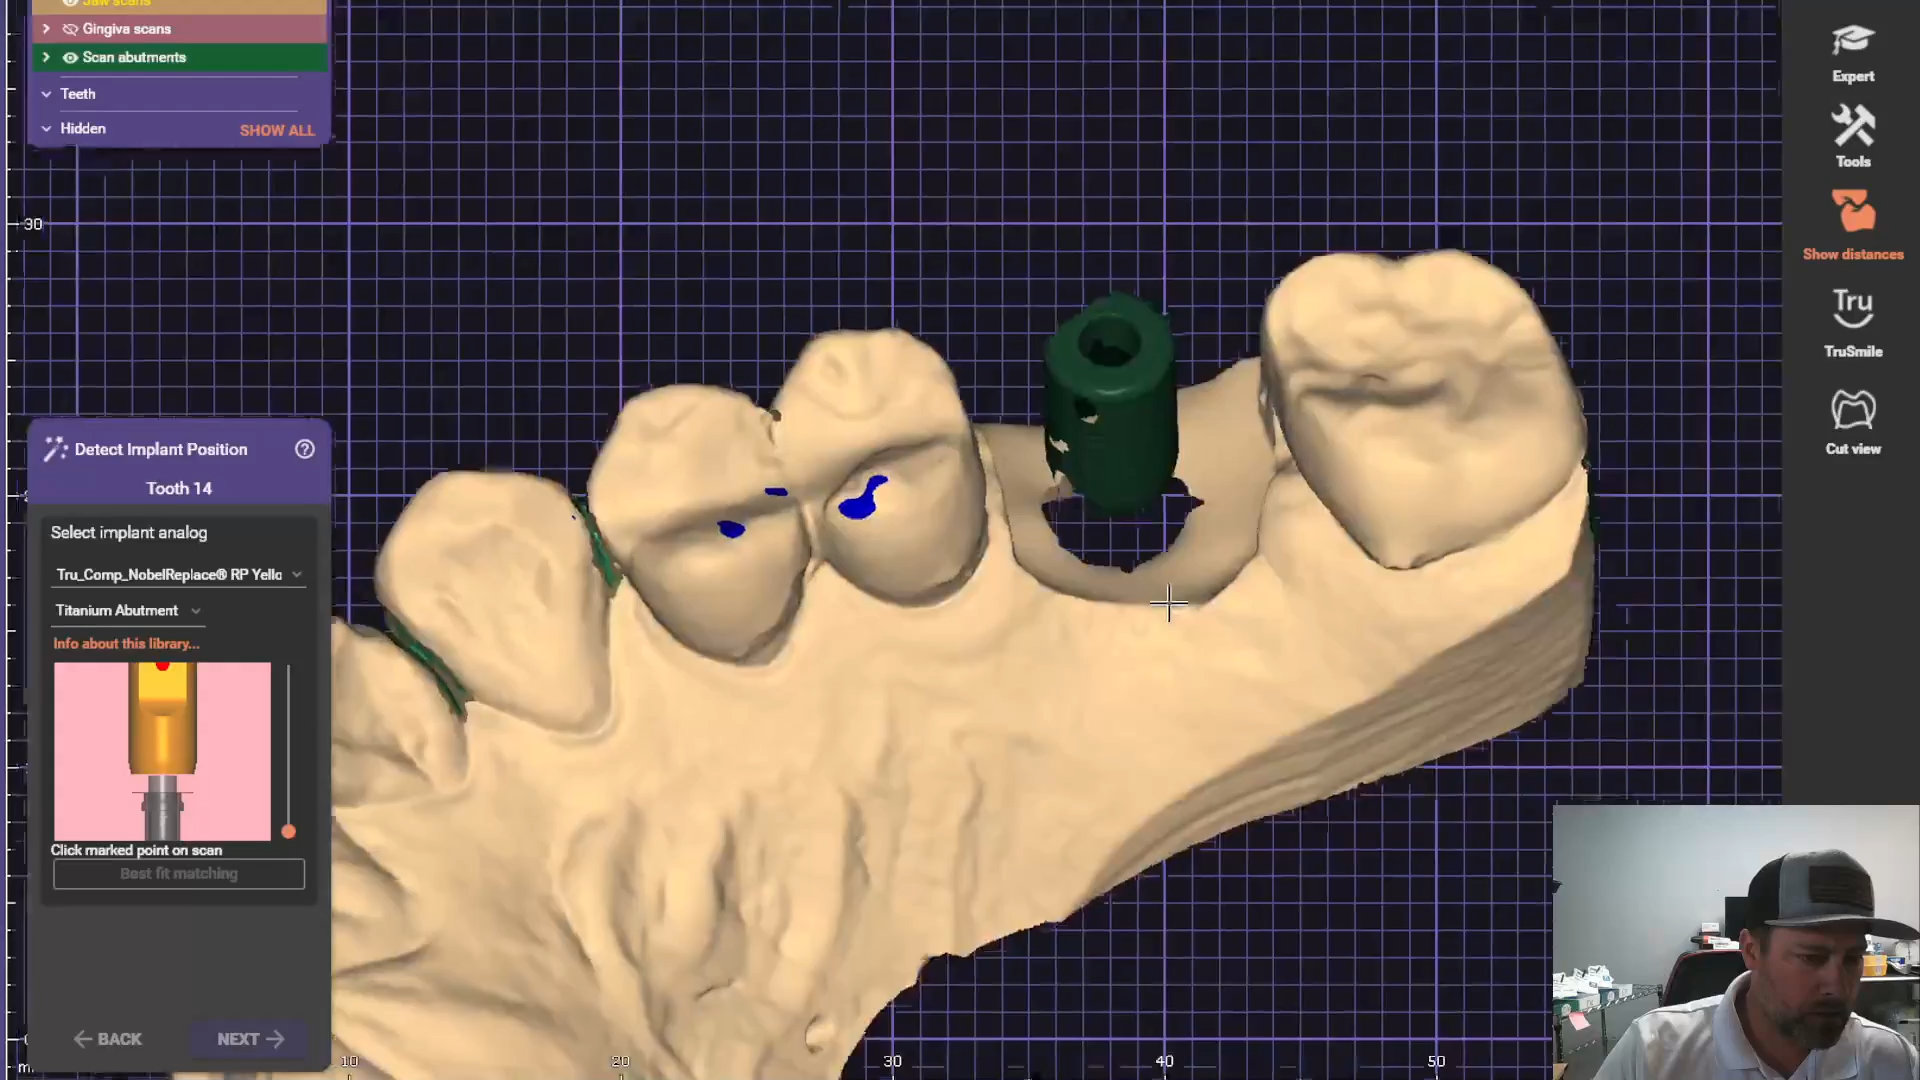 Jaw scans
Gingiva scans
Scan abutments
Teeth
Hidden SHOW ALL
30
Detect Implant Position
Tooth 14
Select implant analog
Tru_Comp_NobelReplace® RP Yello
Titanium Abutment
Info about this library...
Click marked point on scan
Best fit matching
BACK NEXT
10 20 30 40 50
Expert
Tools
Show distances
Tru
TruSmile
Cut view